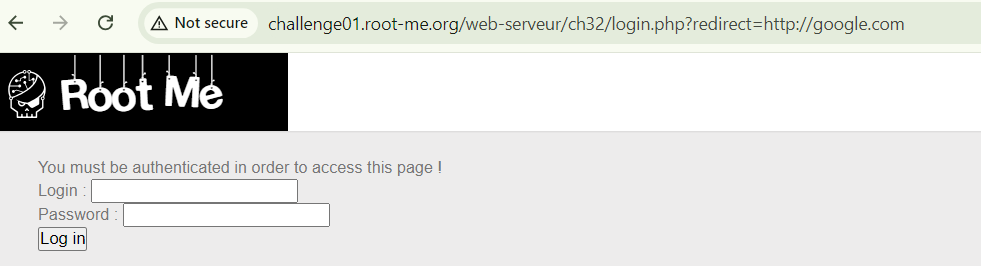 Not secure challenge01.root-me.org/web-serveur/ch32/login.php?redirect=http://google.com
Root Me
You must be authenticated in order to access this page !
Login :
Password :
Log in